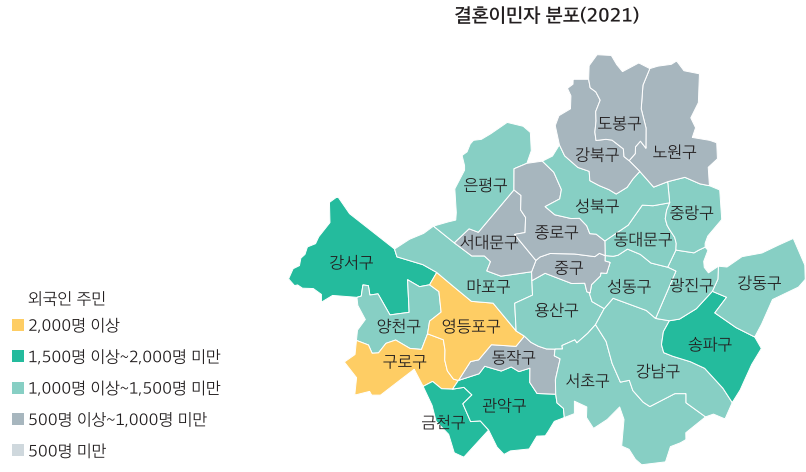 결혼이민자 분포(2021)
도봉구
강북구
노원구
은평구
성북구
중랑구
종로구
서대문구
동대문구
강서구
중구
마포구
성동구
광진구
강동구
외국인 주민
용산구
2,000명 이상
양천구
영등포구
1,500명 이상~2,000명 미만
구로구
동작구
송파구
강남구
서초구
1,000명 이상~1,500명 미만
관악구
500명 이상~1,000명 미만
금천구
500명 미만